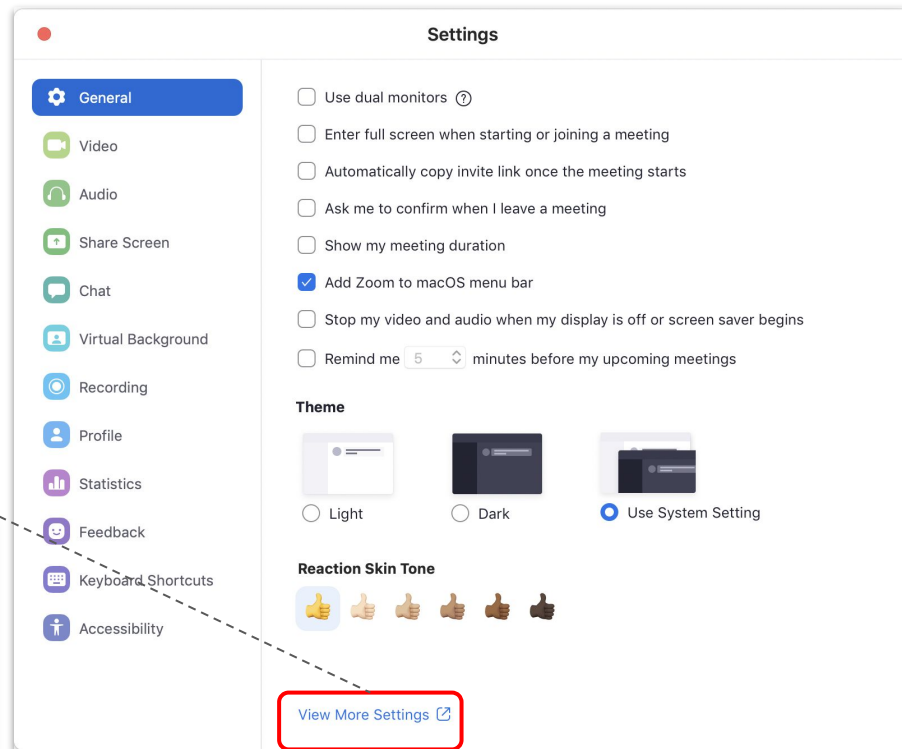 Settings
General
Video
Audio
Share Screen
Chat
Virtual Background
Recording
Profile
Statistics
Feedback
Keyboard Shortcuts
Accessibility
Use dual monitors ?
Enter full screen when starting or joining a meeting
Automatically copy invite link once the meeting starts
Ask me to confirm when I leave a meeting
Show my meeting duration
Add Zoom to macOS menu bar
Stop my video and audio when my display is off or screen saver begins
Remind me 5 minutes before my upcoming meetings
Theme
Light Dark Use System Setting
Reaction Skin Tone
View More Settings